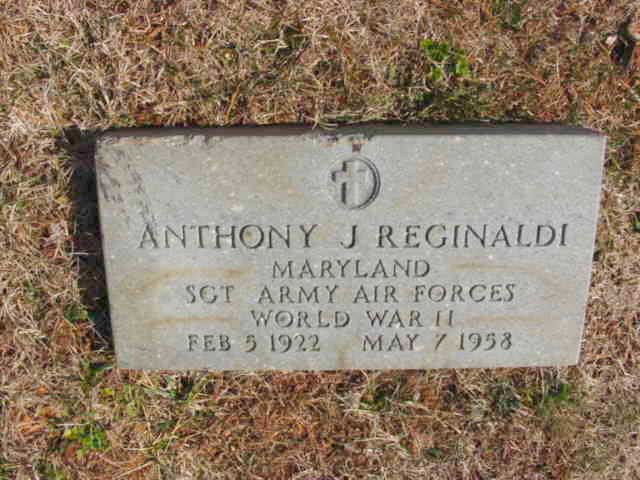 ANTHONY J REGINALDI
MARYLAND
SGT ARMY AIR FORCES
WORLD WAR II
FEB 5 1922 MAY 7 1958